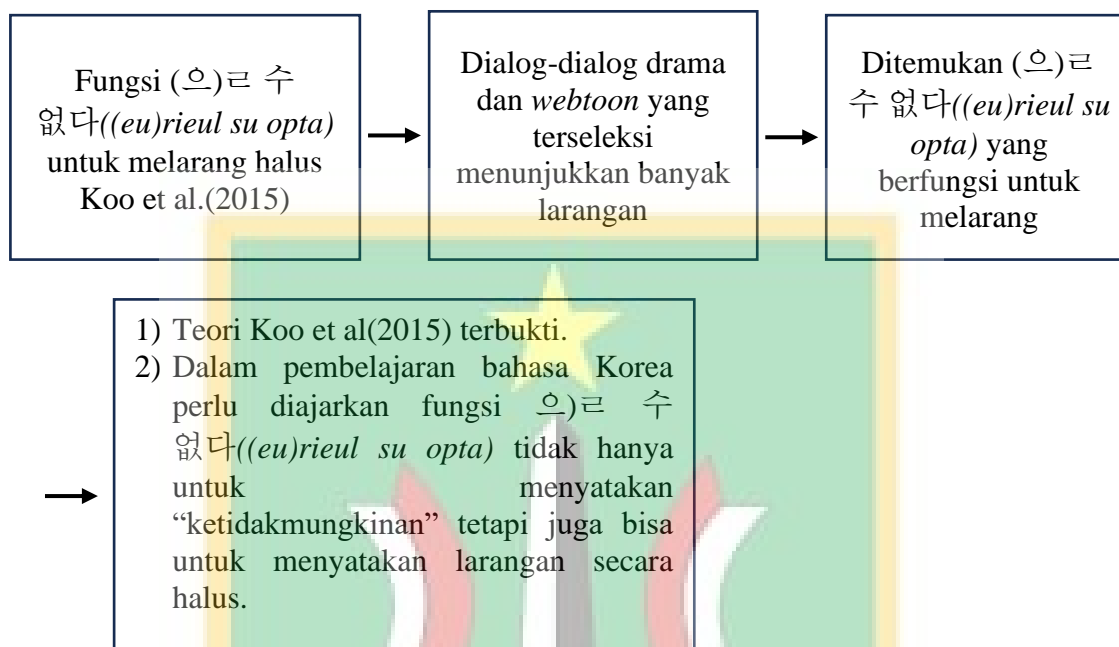 Fungsi (으)ㄹ 수
없다((eu)rieul su opta)
untuk melarang halus
Koo et al.(2015)
Dialog-dialog drama
dan webtoon yang
terseleksi
menunjukkan banyak
larangan
Ditemukan (으)ㄹ
수 없다((eu)rieul su
opta) yang
berfungsi untuk
melarang
1) Teori Koo et al(2015) terbukti.
2) Dalam pembelajaran bahasa Korea
perlu diajarkan fungsi 으)ㄹ 수
없다((eu)rieul su opta) tidak hanya
untuk menyatakan
“ketidakmungkinan” tetapi juga bisa
untuk menyatakan larangan secara
halus.